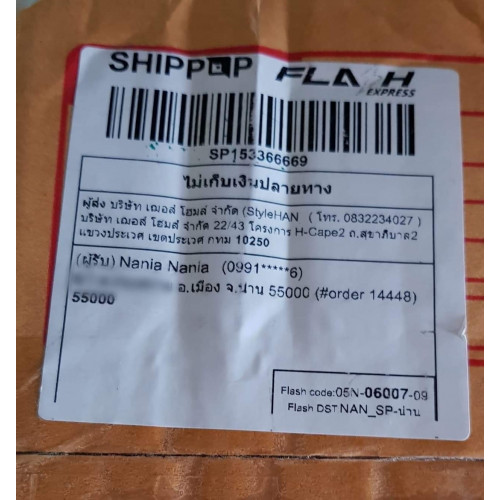 SHIPPOP FLASH EXPRESS
SP153366669
ไม่เก็บเงินปลายทาง
ผู้ส่ง บริษัท เฌอส์ โฮมส์ จำกัด (StyleHAN ( โทร. 0832234027 )
บริษัท เฌอส์ โฮมส์ จำกัด 22/43 โครงการ H-Cape2 ถ.สุขาภิบาล2
แขวงประเวศ เขตประเวศ กทม 10250
(ผู้รับ) Nania Nania (0991*****6)
อ.เมือง จ.น่าน 55000 (#order 14448)
55000
Flash code:05N-06007-09
Flash DST NAN_SP-น่าน